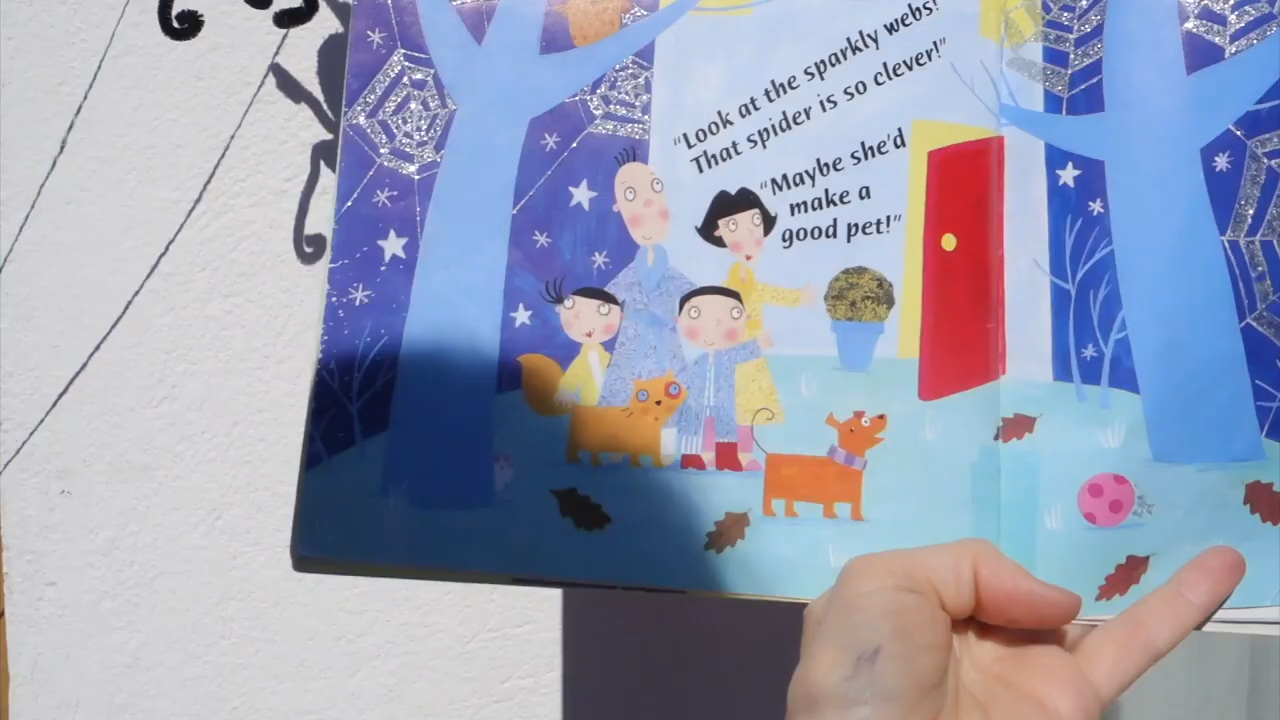 "Look at the sparkly webs!
That spider is so clever!"
"Maybe she'd
make a
good pet!"